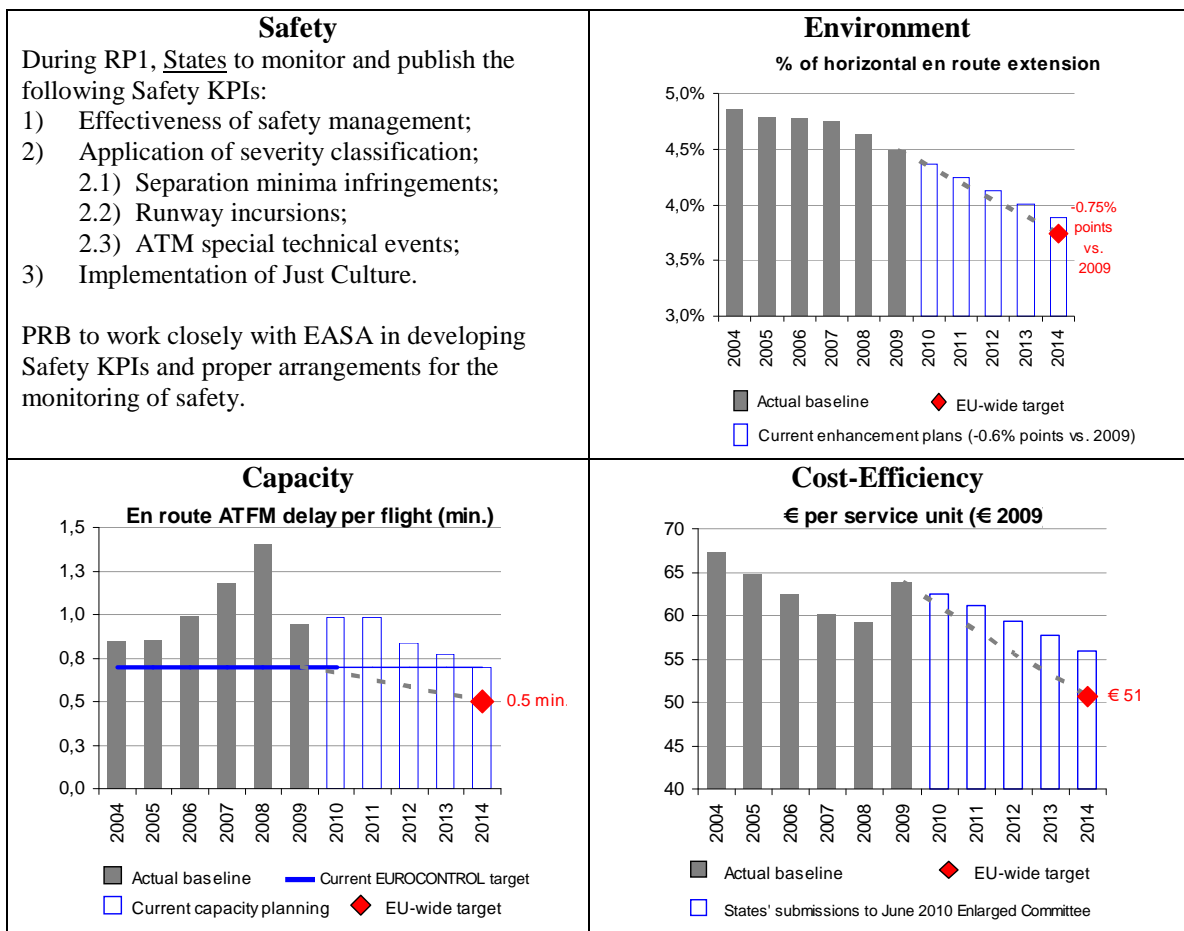 Safety
During RP1, States to monitor and publish the
following Safety KPIs:
1) Effectiveness of safety management;
2) Application of severity classification;
2.1) Separation minima infringements;
2.2) Runway incursions;
2.3) ATM special technical events;
3) Implementation of Just Culture.
PRB to work closely with EASA in developing
Safety KPIs and proper arrangements for the
monitoring of safety.
Environment
% of horizontal en route extension
5,0%
4,5%
4,0%
3,5%
3,0%
-0.75%
points
vs.
2009
2004 2005 2006 2007 2008 2009 2010 2011 2012 2013 2014
Actual baseline EU-wide target
Current enhancement plans (-0.6% points vs. 2009)
Capacity
En route ATFM delay per flight (min.)
1,5
1,3
1,0
0,8
0,5
0,3
0,0
0.5 min.
2004 2005 2006 2007 2008 2009 2010 2011 2012 2013 2014
Actual baseline Current EUROCONTROL target
Current capacity planning EU-wide target
Cost-Efficiency
€ per service unit (€ 2009
70
65
60
55
50
45
40
€ 51
2004 2005 2006 2007 2008 2009 2010 2011 2012 2013 2014
Actual baseline EU-wide target
States' submissions to June 2010 Enlarged Committee